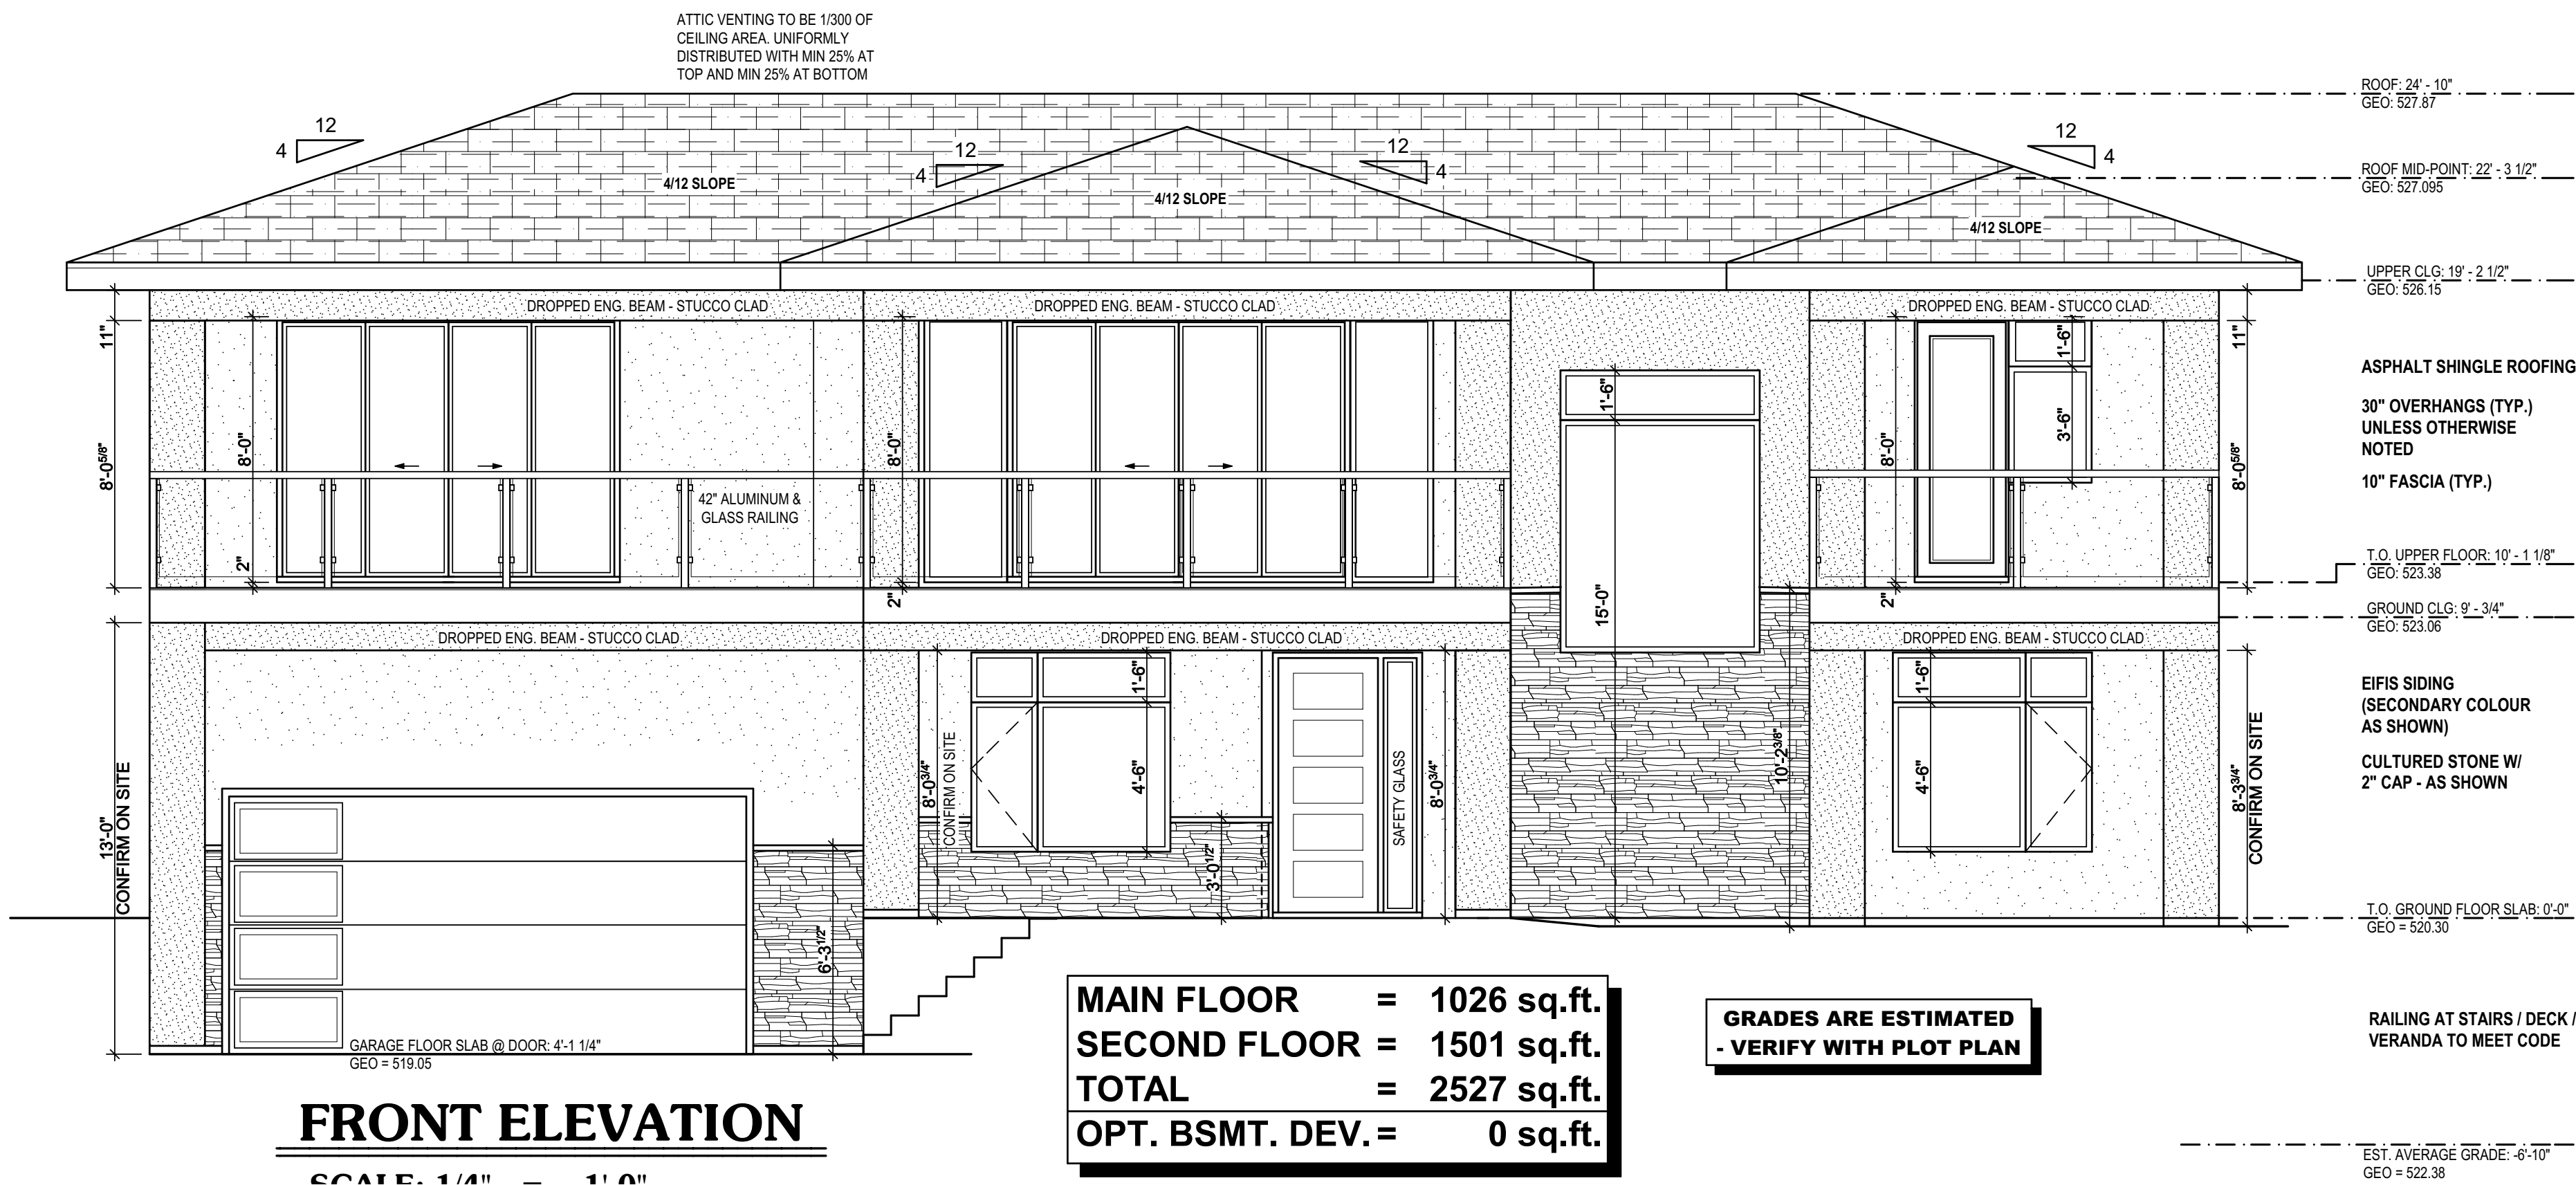 ATTIC VENTING TO BE 1/300 OF
CEILING AREA. UNIFORMLY
DISTRIBUTED WITH MIN 25% AT
TOP AND MIN 25% AT BOTTOM
ROOF: 24' - 10"
GEO: 527.87
12
4
12
4
12
4
12
4
ROOF MID-POINT: 22' - 3 1/2"
GEO: 527.095
4/12 SLOPE
4/12 SLOPE
4/12 SLOPE
UPPER CLG: 19' - 2 1/2"
GEO: 526.15
DROPPED ENG. BEAM - STUCCO CLAD
DROPPED ENG. BEAM - STUCCO CLAD
DROPPED ENG. BEAM - STUCCO CLAD
11"
11"
1'-6"
1'-6"
ASPHALT SHINGLE ROOFING
30" OVERHANGS (TYP.)
UNLESS OTHERWISE
NOTED
10" FASCIA (TYP.)
8'-0 5/8"
8'-0"
8'-0"
8'-0"
3'-6"
8'-0 5/8"
42" ALUMINUM &
GLASS RAILING
2"
2"
2"
15'-0"
T.O. UPPER FLOOR: 10' - 1 1/8"
GEO: 523.38
GROUND CLG: 9' - 3/4"
GEO: 523.06
DROPPED ENG. BEAM - STUCCO CLAD
DROPPED ENG. BEAM - STUCCO CLAD
DROPPED ENG. BEAM - STUCCO CLAD
1'-6"
1'-6"
EIFIS SIDING
(SECONDARY COLOUR
AS SHOWN)
CULTURED STONE W/
2" CAP - AS SHOWN
13'-0"
CONFIRM ON SITE
8'-0 3/4"
CONFIRM ON SITE
4'-6"
SAFETY GLASS
8'-0 3/4"
10'-2 3/8"
4'-6"
8'-3 3/4"
CONFIRM ON SITE
3'-0 1/2"
6'-3 1/2"
T.O. GROUND FLOOR SLAB: 0'-0"
GEO = 520.30
GARAGE FLOOR SLAB @ DOOR: 4'-1 1/4"
GEO = 519.05
MAIN FLOOR = 1026 sq.ft.
SECOND FLOOR = 1501 sq.ft.
TOTAL = 2527 sq.ft.
OPT. BSMT. DEV. = 0 sq.ft.
GRADES ARE ESTIMATED
- VERIFY WITH PLOT PLAN
RAILING AT STAIRS / DECK /
VERANDA TO MEET CODE
FRONT ELEVATION
SCALE: 1/4" = 1'-0"
EST. AVERAGE GRADE: -6'-10"
GEO = 522.38